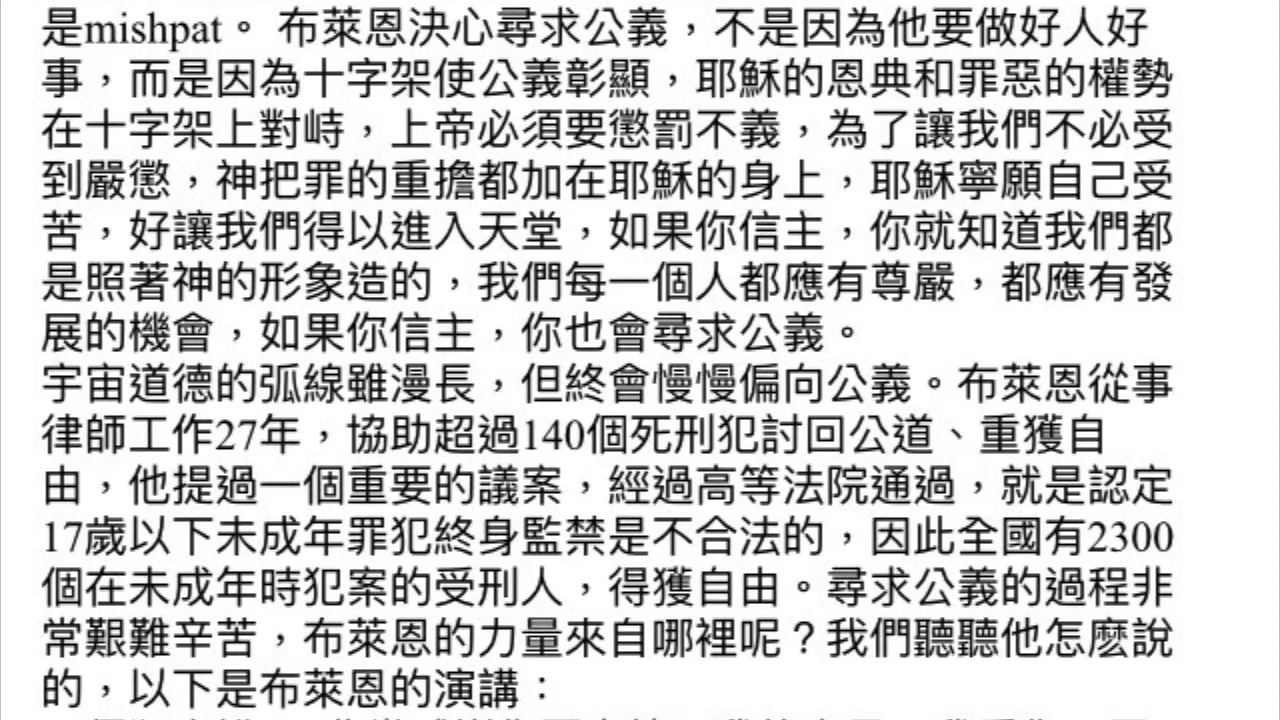 是mishpat。 布萊恩決心尋求公義，不是因為他要做好人好
事，而是因為十字架使公義彰顯，耶穌的恩典和罪惡的權勢
在十字架上對峙，上帝必須要懲罰不義，為了讓我們不必受
到嚴懲，神把罪的重擔都加在耶穌的身上，耶穌寧願自己受
苦，好讓我們得以進入天堂，如果你信主，你就知道我們都
是照著神的形象造的，我們每一個人都應有尊嚴，都應有發
展的機會，如果你信主，你也會尋求公義。
宇宙道德的弧線雖漫長，但終會慢慢偏向公義。布萊恩從事
律師工作27年，協助超過140個死刑犯討回公道、重獲自
由，他提過一個重要的議案，經過高等法院通過，就是認定
17歲以下未成年罪犯終身監禁是不合法的，因此全國有2300
個在未成年時犯案的受刑人，得獲自由。尋求公義的過程非
常艱難辛苦，布萊恩的力量來自哪裡呢？我們聽聽他怎麼說
的，以下是布萊恩的演講：